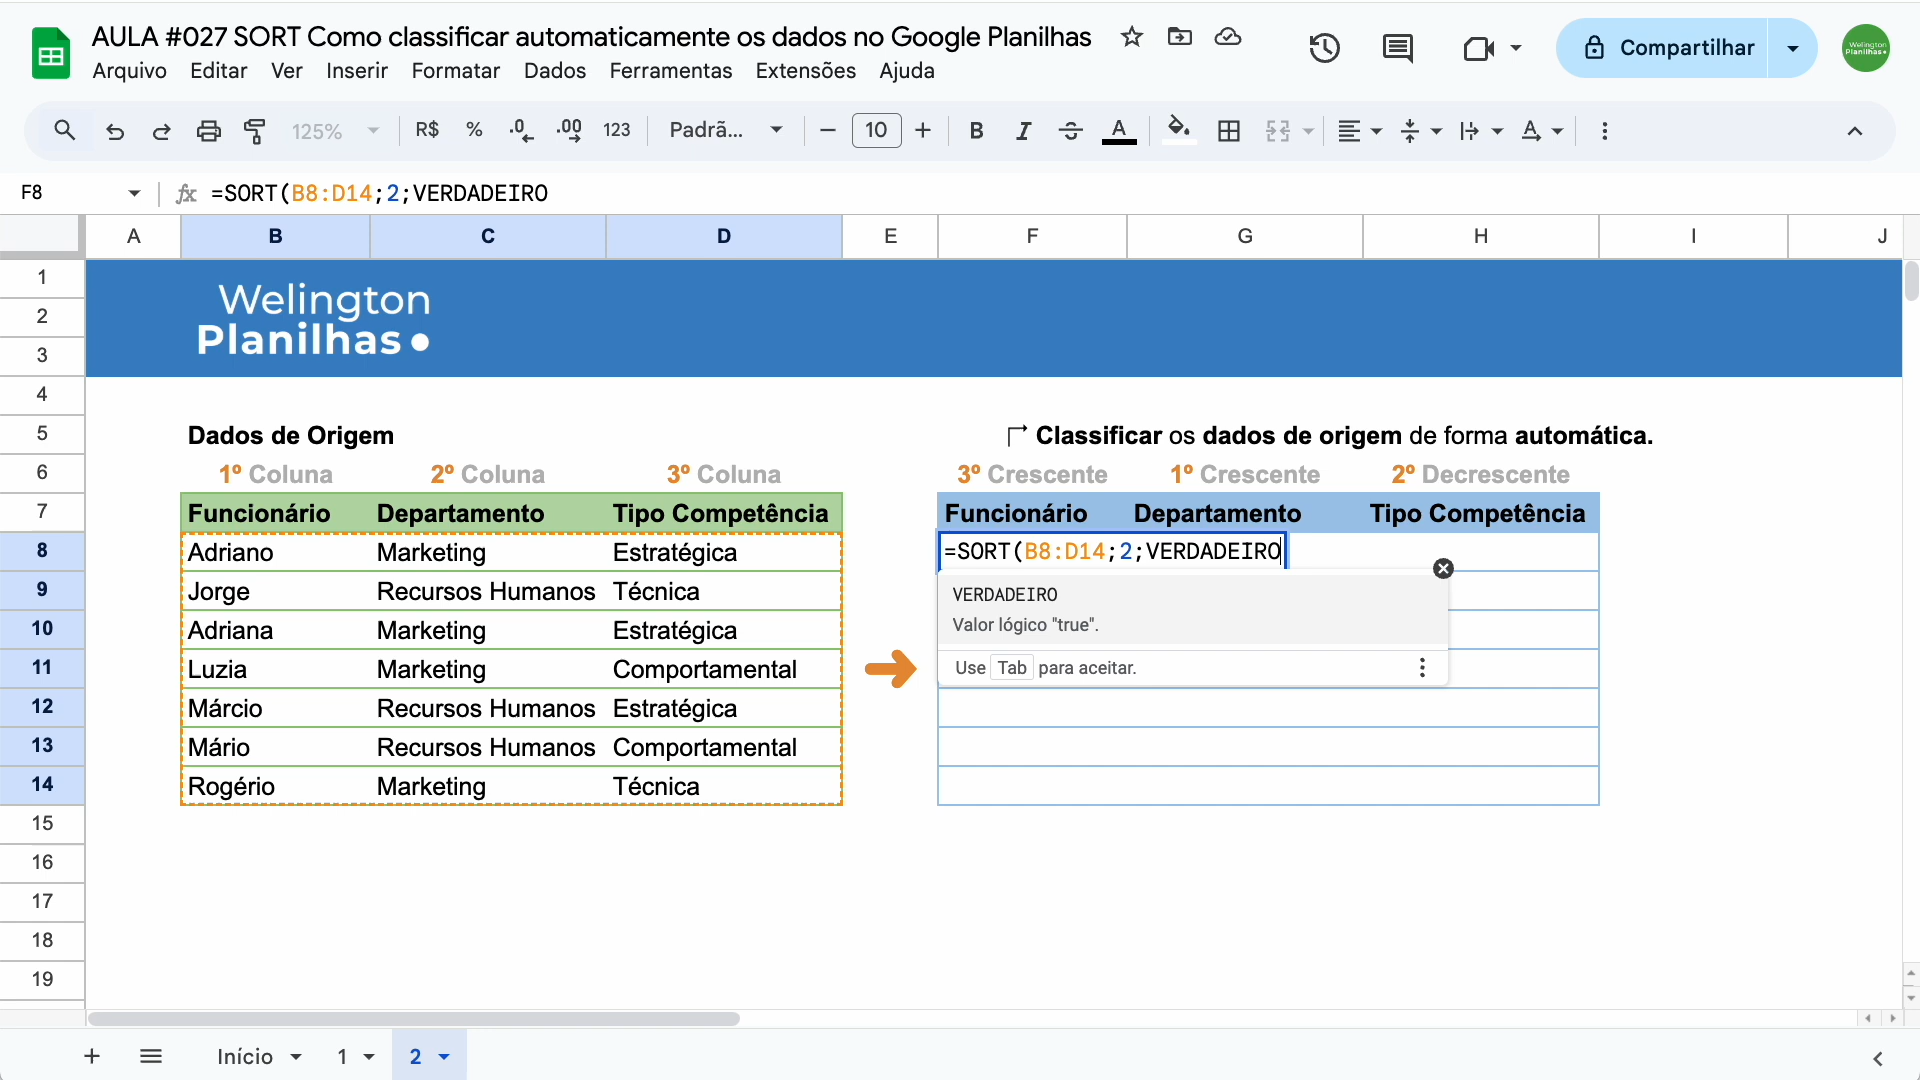 AULA #027 SORT Como classificar automaticamente os dados no Google Planilhas
Arquivo Editar Ver Inserir Formatar Dados Ferramentas Extensões Ajuda
Compartilhar
Welington
Planilhas
125% R$ % .0 .00 123 Padrã... 10 B I S A A
F8 fx =SORT(B8:D14;2;VERDADEIRO
A B C D E F G H I J
1
Welington
2
Planilhas
3
4
5 Dados de Origem Classificar os dados de origem de forma automática.
6 1º Coluna 2º Coluna 3º Coluna 3º Crescente 1º Crescente 2º Decrescente
7 Funcionário Departamento Tipo Competência Funcionário Departamento Tipo Competência
8 Adriano Marketing Estratégica =SORT(B8:D14;2;VERDADEIRO
9 Jorge Recursos Humanos Técnica VERDADEIRO
10 Adriana Marketing Estratégica Valor lógico "true".
11 Luzia Marketing Comportamental Use Tab para aceitar.
12 Márcio Recursos Humanos Estratégica
13 Mário Recursos Humanos Comportamental
14 Rogério Marketing Técnica
15
16
17
18
19
Início 1 2